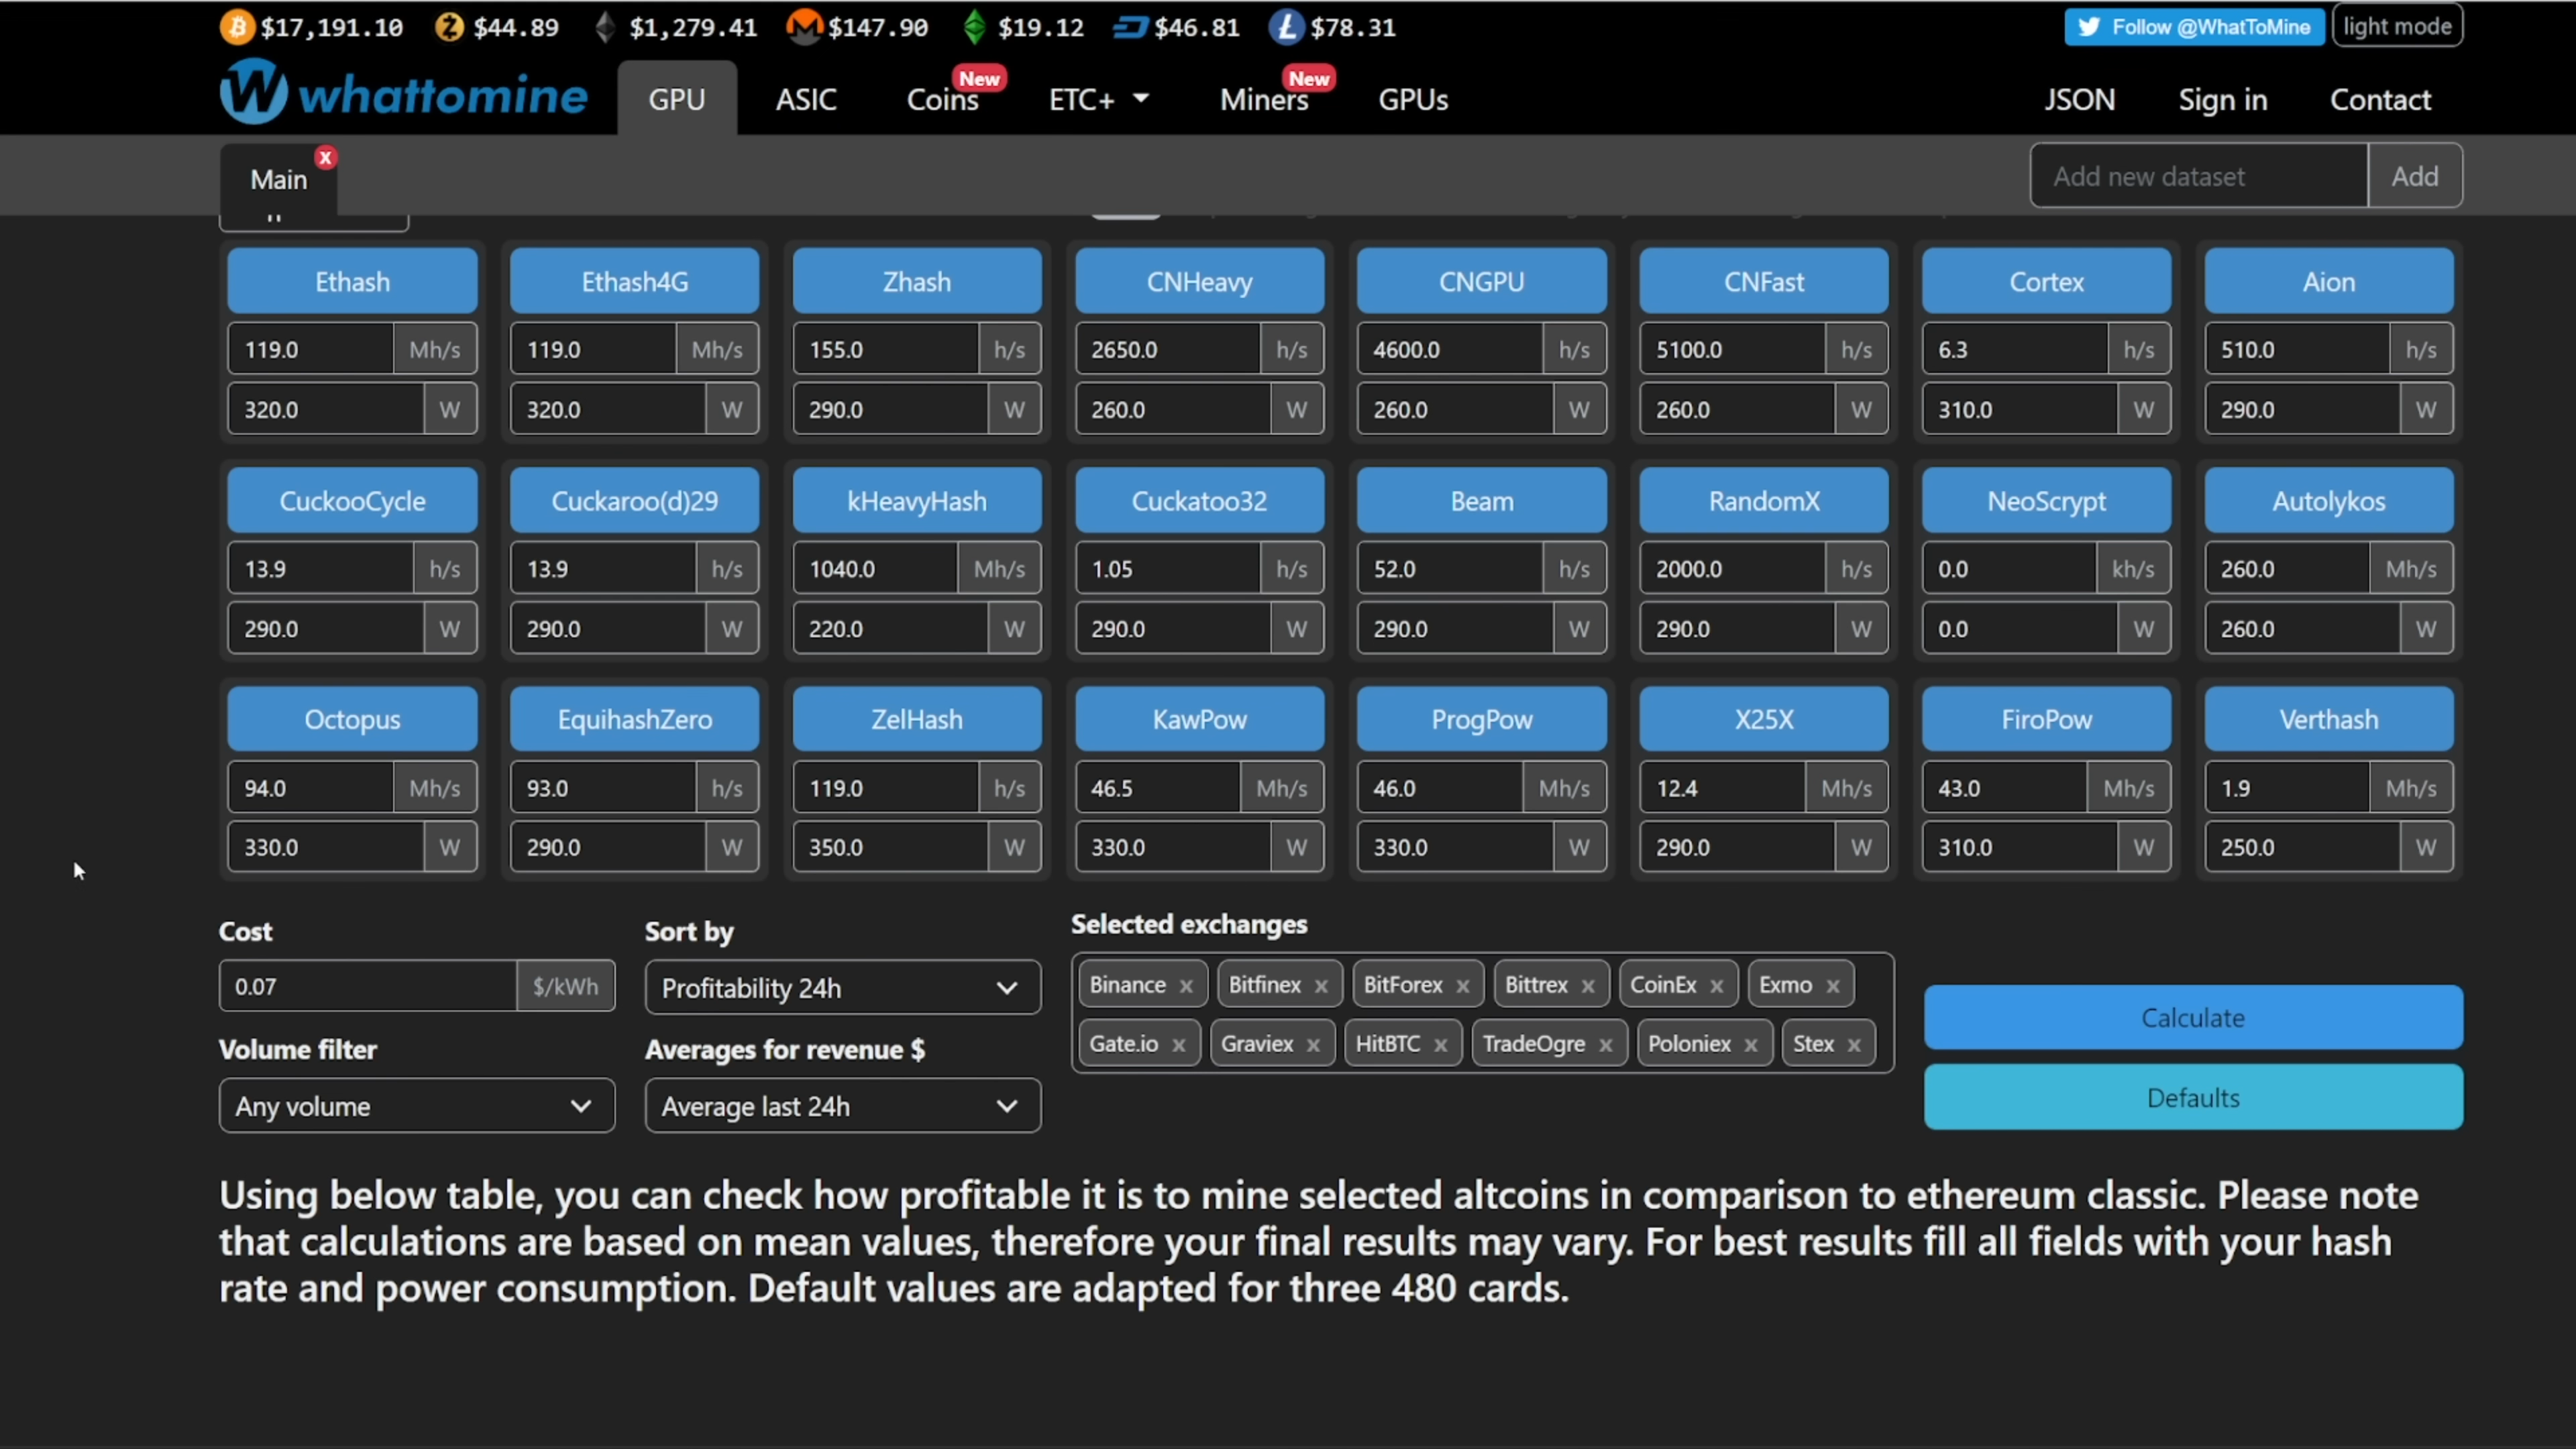 $17,191.10 $44.89 $1,279.41 $147.90 $19.12 $46.81 $78.31 Follow @WhatToMine light mode
whattomine GPU ASIC Coins New ETC+ Miners New GPUs JSON Sign in Contact
Main x Add new dataset Add
Ethash Ethash4G Zhash CNHeavy CNGPU CNFast Cortex Aion
119.0 Mh/s 119.0 Mh/s 155.0 h/s 2650.0 h/s 4600.0 h/s 5100.0 h/s 6.3 h/s 510.0 h/s
320.0 W 320.0 W 290.0 W 260.0 W 260.0 W 260.0 W 310.0 W 290.0 W
CuckooCycle Cuckaroo(d)29 kHeavyHash Cuckatoo32 Beam RandomX NeoScrypt Autolykos
13.9 h/s 13.9 h/s 1040.0 Mh/s 1.05 h/s 52.0 h/s 2000.0 h/s 0.0 kh/s 260.0 Mh/s
290.0 W 290.0 W 220.0 W 290.0 W 290.0 W 290.0 W 0.0 W 260.0 W
Octopus EquihashZero ZelHash KawPow ProgPow X25X FiroPow Verthash
94.0 Mh/s 93.0 h/s 119.0 h/s 46.5 Mh/s 46.0 Mh/s 12.4 Mh/s 43.0 Mh/s 1.9 Mh/s
330.0 W 290.0 W 350.0 W 330.0 W 330.0 W 290.0 W 310.0 W 250.0 W
Cost Sort by Selected exchanges
0.07 $/kWh Profitability 24h Binance x Bitfinex x BitForex x Bittrex x CoinEx x Exmo x
Calculate
Volume filter Averages for revenue $ Gate.io x Graviex x HitBTC x TradeOgre x Poloniex x Stex x
Any volume Average last 24h Defaults
Using below table, you can check how profitable it is to mine selected altcoins in comparison to ethereum classic. Please note
that calculations are based on mean values, therefore your final results may vary. For best results fill all fields with your hash
rate and power consumption. Default values are adapted for three 480 cards.